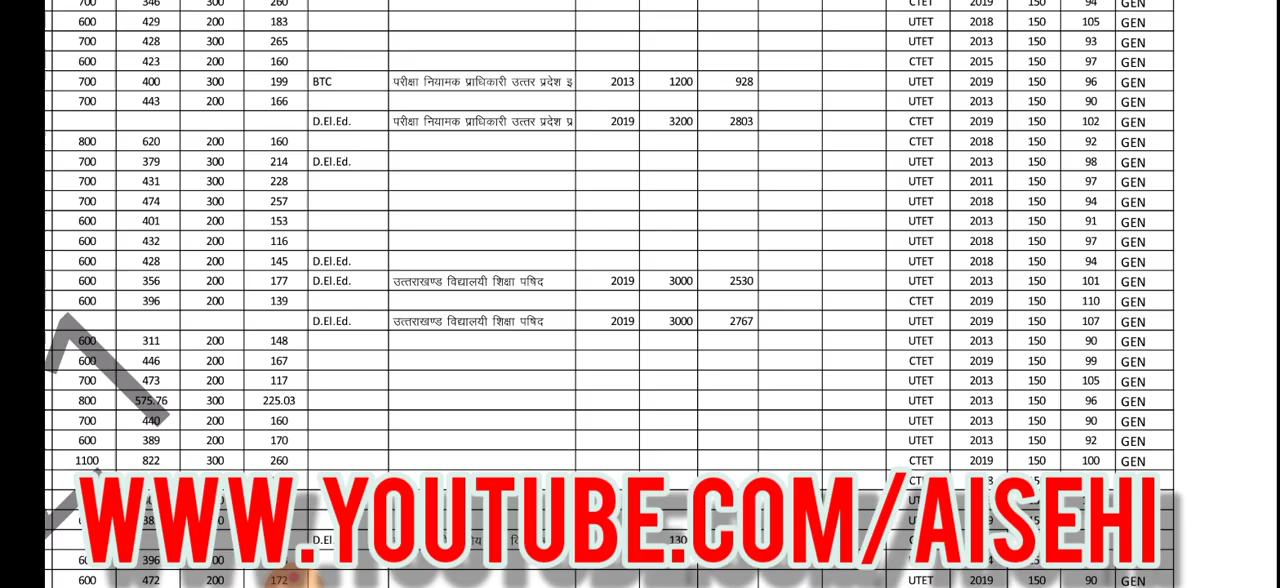 700 346 300 260 CTET 2019 150 94 GEN
600 429 200 183 UTET 2018 150 105 GEN
700 428 300 265 UTET 2013 150 93 GEN
600 423 200 160 CTET 2015 150 97 GEN
700 400 300 199 BTC परीक्षा नियामक प्राधिकारी उत्तर प्रदेश इ 2013 1200 928 UTET 2019 150 96 GEN
700 443 200 166 UTET 2013 150 90 GEN
D.El.Ed. परीक्षा नियामक प्राधिकारी उत्तर प्रदेश प्र 2019 3200 2803 CTET 2019 150 102 GEN
800 620 200 160 CTET 2018 150 92 GEN
700 379 300 214 D.El.Ed. UTET 2013 150 98 GEN
700 431 300 228 UTET 2011 150 97 GEN
700 474 300 257 UTET 2018 150 94 GEN
600 401 200 153 UTET 2013 150 91 GEN
600 432 200 116 UTET 2018 150 97 GEN
600 428 200 145 D.El.Ed. UTET 2018 150 94 GEN
600 356 200 177 D.El.Ed. उत्तराखण्ड विद्यालयी शिक्षा पषिद 2019 3000 2530 UTET 2013 150 101 GEN
600 396 200 139 CTET 2019 150 110 GEN
D.El.Ed. उत्तराखण्ड विद्यालयी शिक्षा पषिद 2019 3000 2767 UTET 2019 150 107 GEN
600 311 200 148 UTET 2013 150 90 GEN
600 446 200 167 CTET 2019 150 99 GEN
700 473 200 117 UTET 2013 150 105 GEN
800 575.76 300 225.03 UTET 2013 150 96 GEN
700 440 200 160 UTET 2013 150 90 GEN
600 389 200 170 UTET 2013 150 92 GEN
1100 822 300 260 CTET 2019 150 100 GEN
WWW.YOUTUBE.COM/AISEHI
396
600 472 200 172 UTET 2019 150 90 GEN